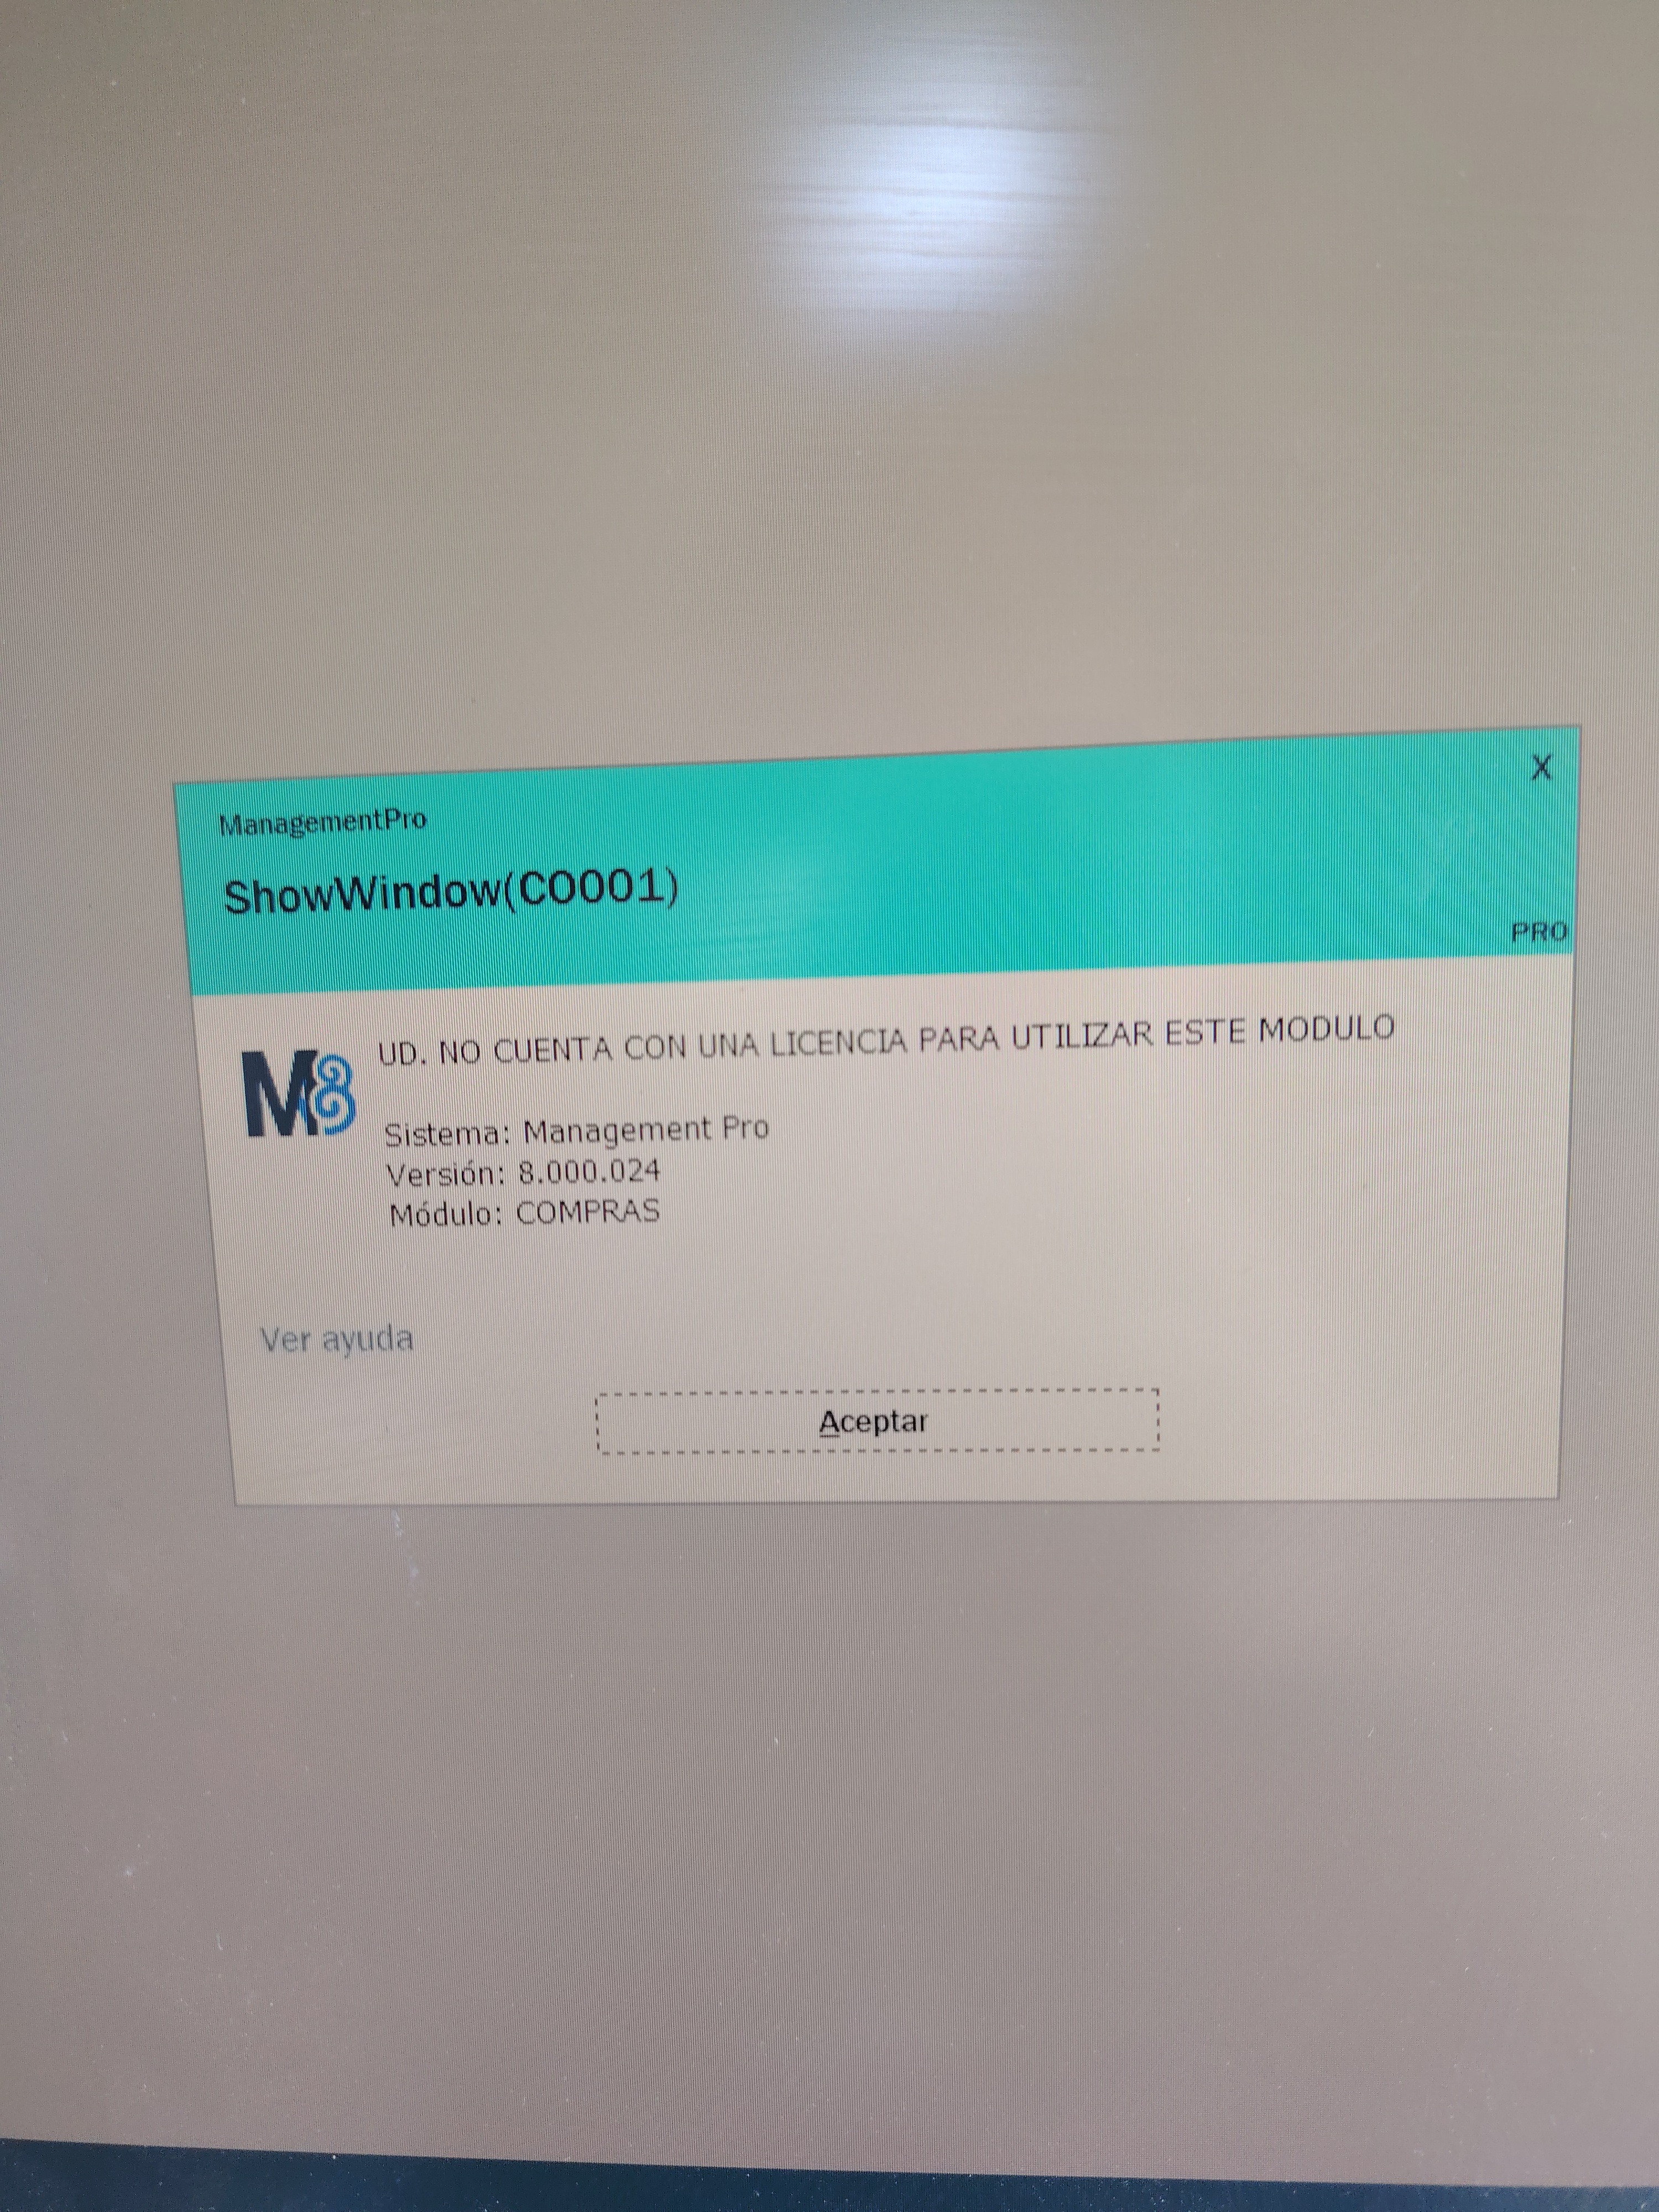 X
ManagementPro
ShowWindow(CO001)
PRO
M8
UD. NO CUENTA CON UNA LICENCIA PARA UTILIZAR ESTE MODULO
Sistema: Management Pro
Versión: 8.000.024
Módulo: COMPRAS
Ver ayuda
Aceptar